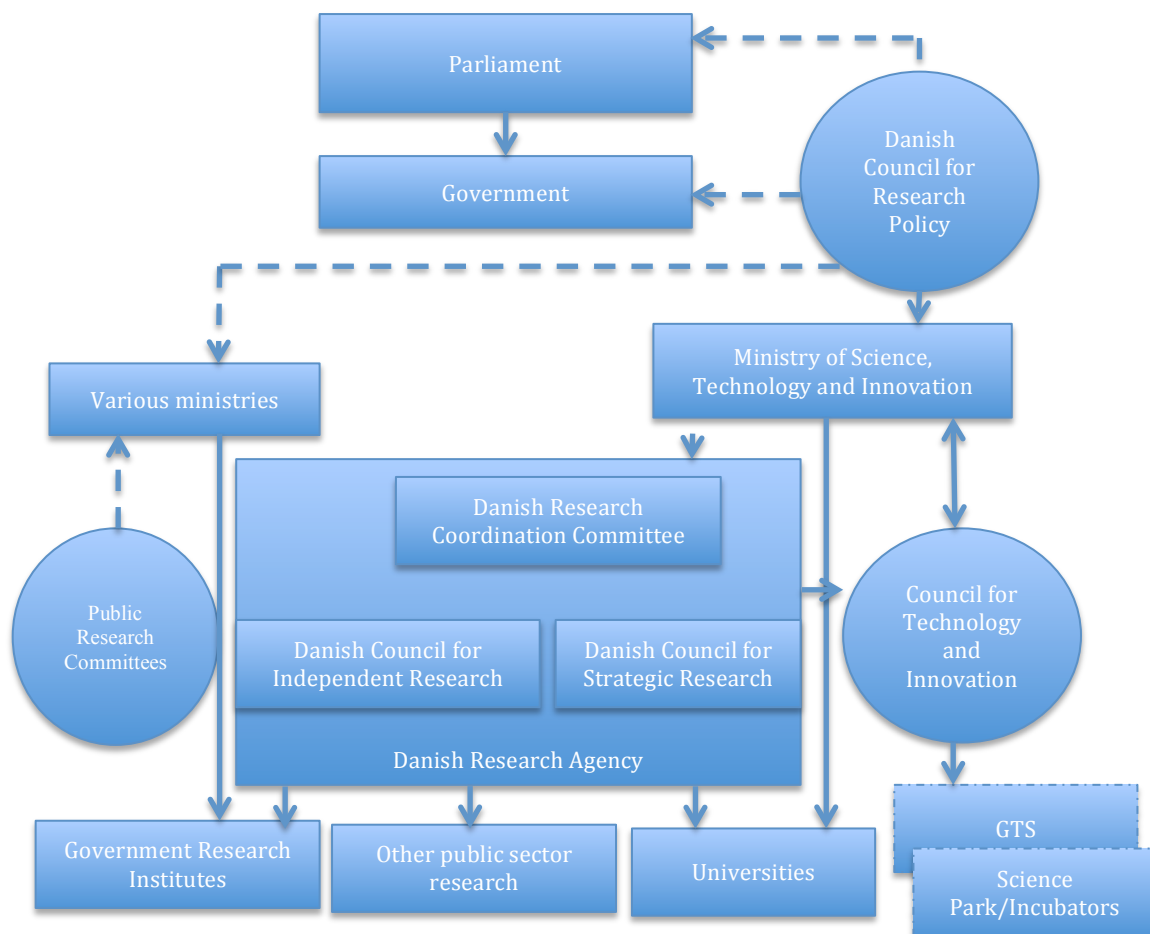 Parliament
Danish
Council for
Research
Policy
Government
Ministry of Science,
Technology and Innovation
Various ministries
Danish Research
Coordination Committee
Public
Research
Committees
Council for
Technology
and
Innovation
Danish Council for
Independent Research
Danish Council for
Strategic Research
Danish Research Agency
Government Research
Institutes
Other public sector
research
Universities
GTS
Science
Park/Incubators